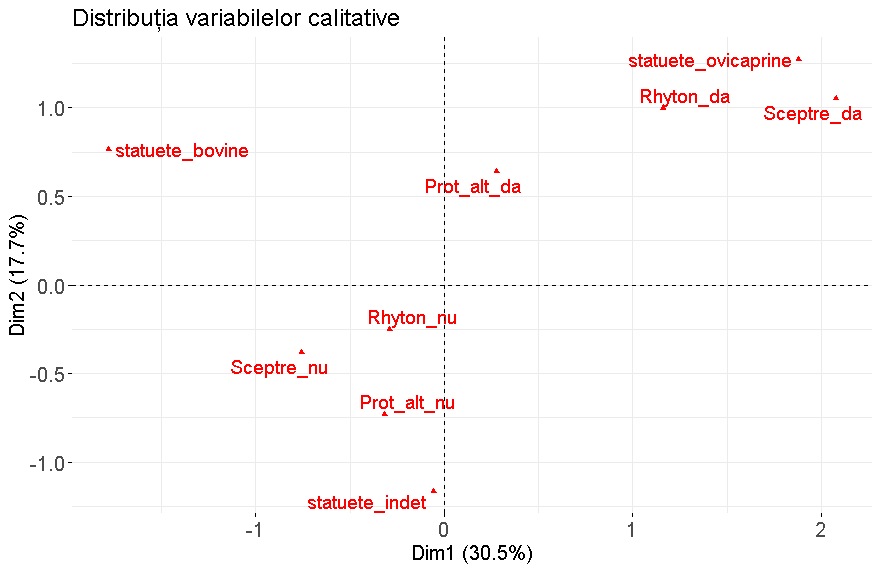 Distribuția variabilelor calitative
statuete_ovicaprine
Rhyton_da
Sceptre_da
statuete_bovine
Prot_alt_da
Rhyton_nu
Sceptre_nu
Prot_alt_nu
statuete_indet
1.0
0.5
0.0
-0.5
-1.0
Dim2 (17.7%)
-1
0
1
2
Dim1 (30.5%)